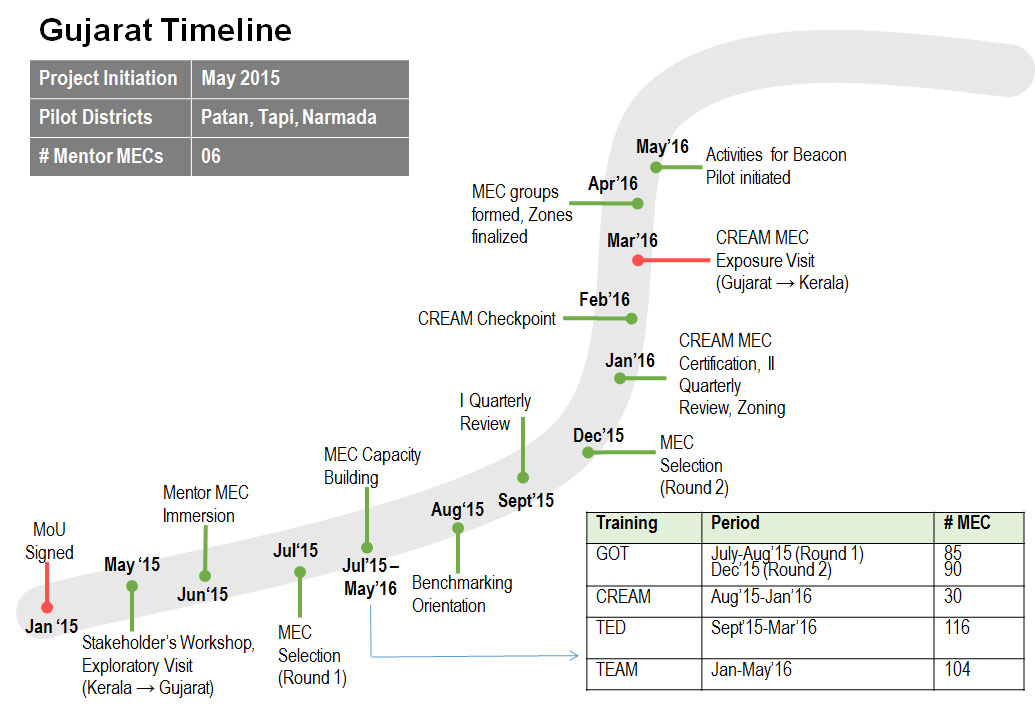 Gujarat Timeline
Project Initiation May 2015
Pilot Districts Patan, Tapi, Narmada
# Mentor MECs 06
May'16
Activities for Beacon
Pilot initiated
Apr'16
MEC groups
formed, Zones
finalized
Mar'16
CREAM MEC
Exposure Visit
(Gujarat → Kerala)
Feb'16
CREAM Checkpoint
Jan'16
CREAM MEC
Certification, II
Quarterly
Review, Zoning
I Quarterly
Review
Dec'15
MEC
Selection
(Round 2)
MEC Capacity
Building
Sept'15
Mentor MEC
Immersion
Aug'15
MoU
Signed
Jul'15
May '15
Jul'15 –
May'16
Jun'15
Benchmarking
Orientation
Jan '15
Stakeholder's Workshop,
Exploratory Visit
(Kerala → Gujarat)
MEC
Selection
(Round 1)
Training Period # MEC
GOT July-Aug'15 (Round 1) 85
Dec'15 (Round 2) 90
CREAM Aug'15-Jan'16 30
TED Sept'15-Mar'16 116
TEAM Jan-May'16 104